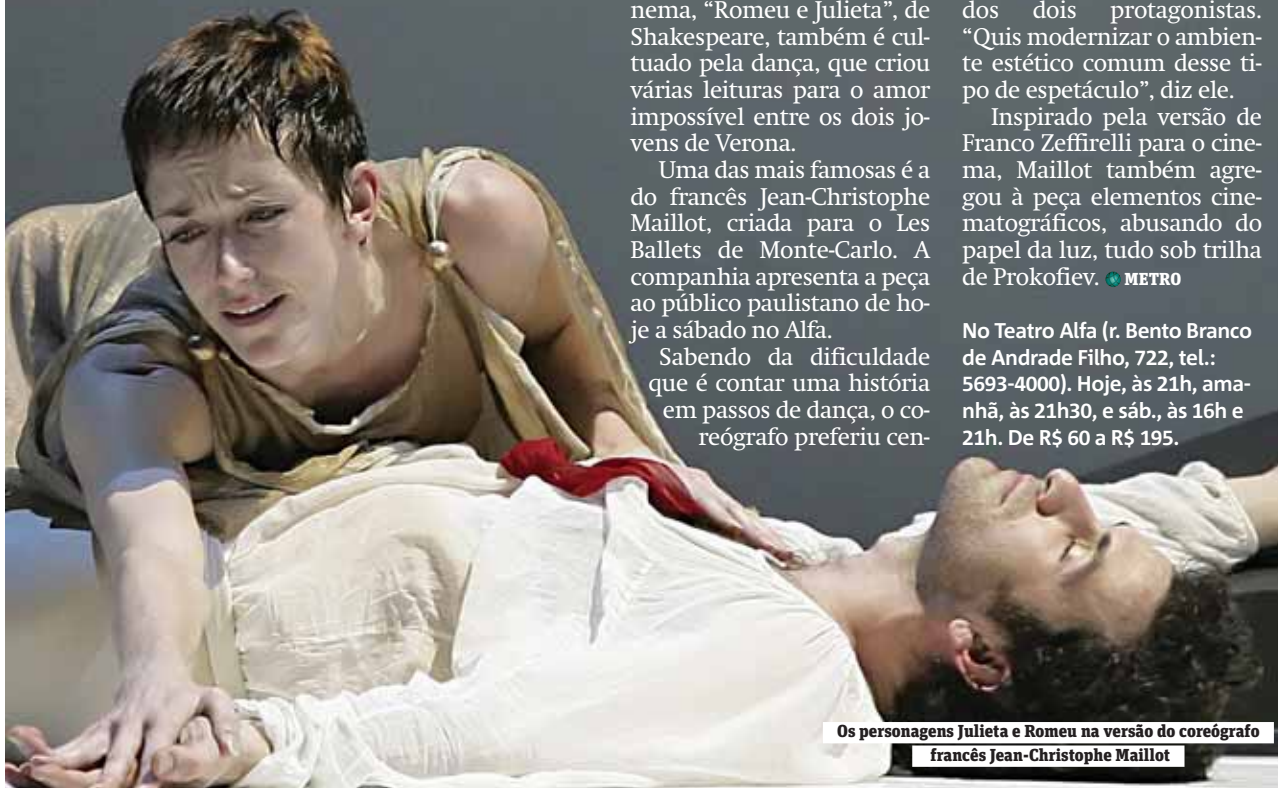 nema, “Romeu e Julieta”, de
Shakespeare, também é cul-
tuado pela dança, que criou
várias leituras para o amor
impossível entre os dois jo-
vens de Verona.
Uma das mais famosas é a
do francês Jean-Christophe
Maillot, criada para o Les
Ballets de Monte-Carlo. A
companhia apresenta a peça
ao público paulistano de ho-
je a sábado no Alfa.
Sabendo da dificuldade
que é contar uma história
em passos de dança, o co-
reógrafo preferiu cen-
dos dois protagonistas.
“Quis modernizar o ambien-
te estético comum desse ti-
po de espetáculo”, diz ele.
Inspirado pela versão de
Franco Zeffirelli para o cine-
ma, Maillot também agre-
gou à peça elementos cine-
matográficos, abusando do
papel da luz, tudo sob trilha
de Prokofiev. METRO
No Teatro Alfa (r. Bento Branco
de Andrade Filho, 722, tel.:
5693-4000). Hoje, às 21h, ama-
nhã, às 21h30, e sáb., às 16h e
21h. De R$ 60 a R$ 195.
Os personagens Julieta e Romeu na versão do coreógrafo
francês Jean-Christophe Maillot